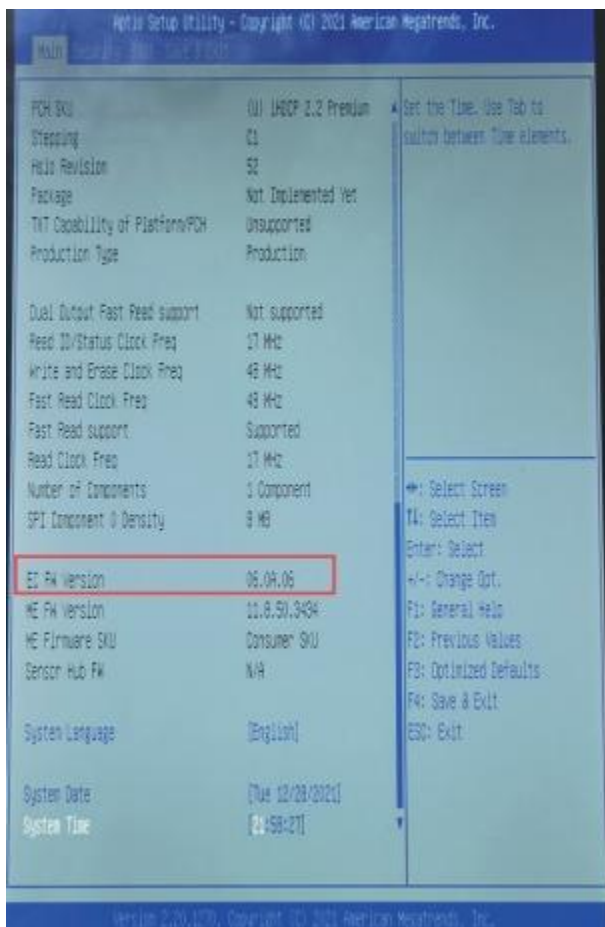 Aptio Setup Utility - Copyright (C) 2021 American Megatrends, Inc.
Main
PCH SKU (U) iHDCP 2.2 Premium
Stepping C1
Hsio Revision 52
Package Not Implemented Yet
TXT Capability of Platform/PCH Unsupported
Production Type Production
Dual Output Fast Read support Not supported
Read ID/Status Clock Freq 17 MHz
Write and Erase Clock Freq 48 MHz
Fast Read Clock Freq 48 MHz
Fast Read support Supported
Read Clock Freq 17 MHz
Number of Components 1 Component
SPI Component 0 Density 8 MB
EC FW Version 06.0A.06
ME FW Version 11.8.50.3434
ME Firmware SKU Consumer SKU
Sensor Hub FW N/A
System Language [English]
System Date [Tue 12/28/2021]
System Time [21:58:27]
Set the Time. Use Tab to
switch between Time elements.
→←: Select Screen
↑↓: Select Item
Enter: Select
+/-: Change Opt.
F1: General Help
F2: Previous Values
F3: Optimized Defaults
F4: Save & Exit
ESC: Exit
Version 2.20.1270. Copyright (C) 2021 American Megatrends, Inc.